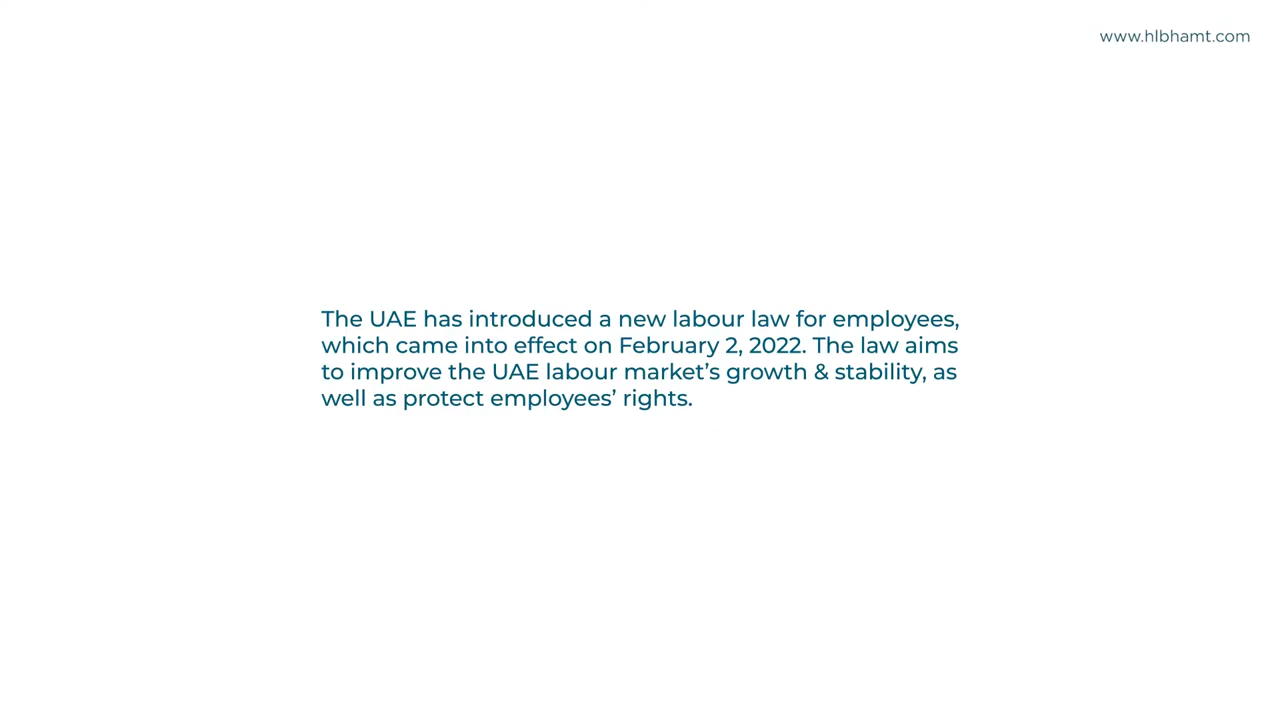 www.hlbhamt.com
The UAE has introduced a new labour law for employees,
which came into effect on February 2, 2022. The law aims
to improve the UAE labour market’s growth & stability, as
well as protect employees’ rights.